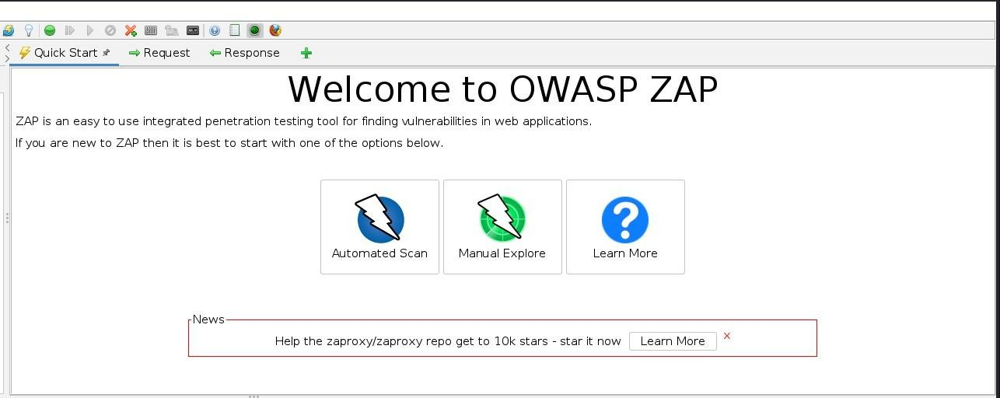 Quick Start Request Response
Welcome to OWASP ZAP
ZAP is an easy to use integrated penetration testing tool for finding vulnerabilities in web applications.
If you are new to ZAP then it is best to start with one of the options below.
Automated Scan Manual Explore Learn More
News
Help the zaproxy/zaproxy repo get to 10k stars - star it now Learn More X